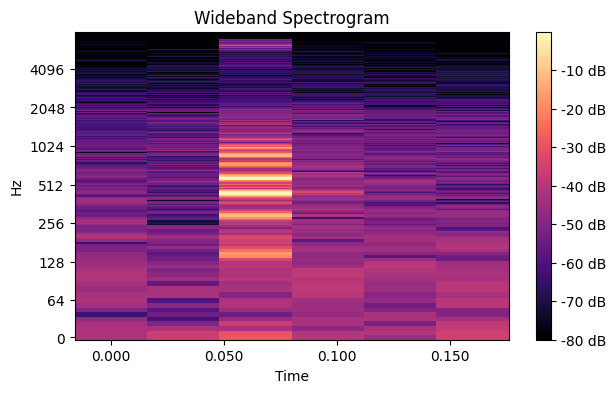 Wideband Spectrogram
Hz
4096
2048
1024
512
256
128
64
0
0.000 0.050 0.100 0.150
Time
-10 dB
-20 dB
-30 dB
-40 dB
-50 dB
-60 dB
-70 dB
-80 dB